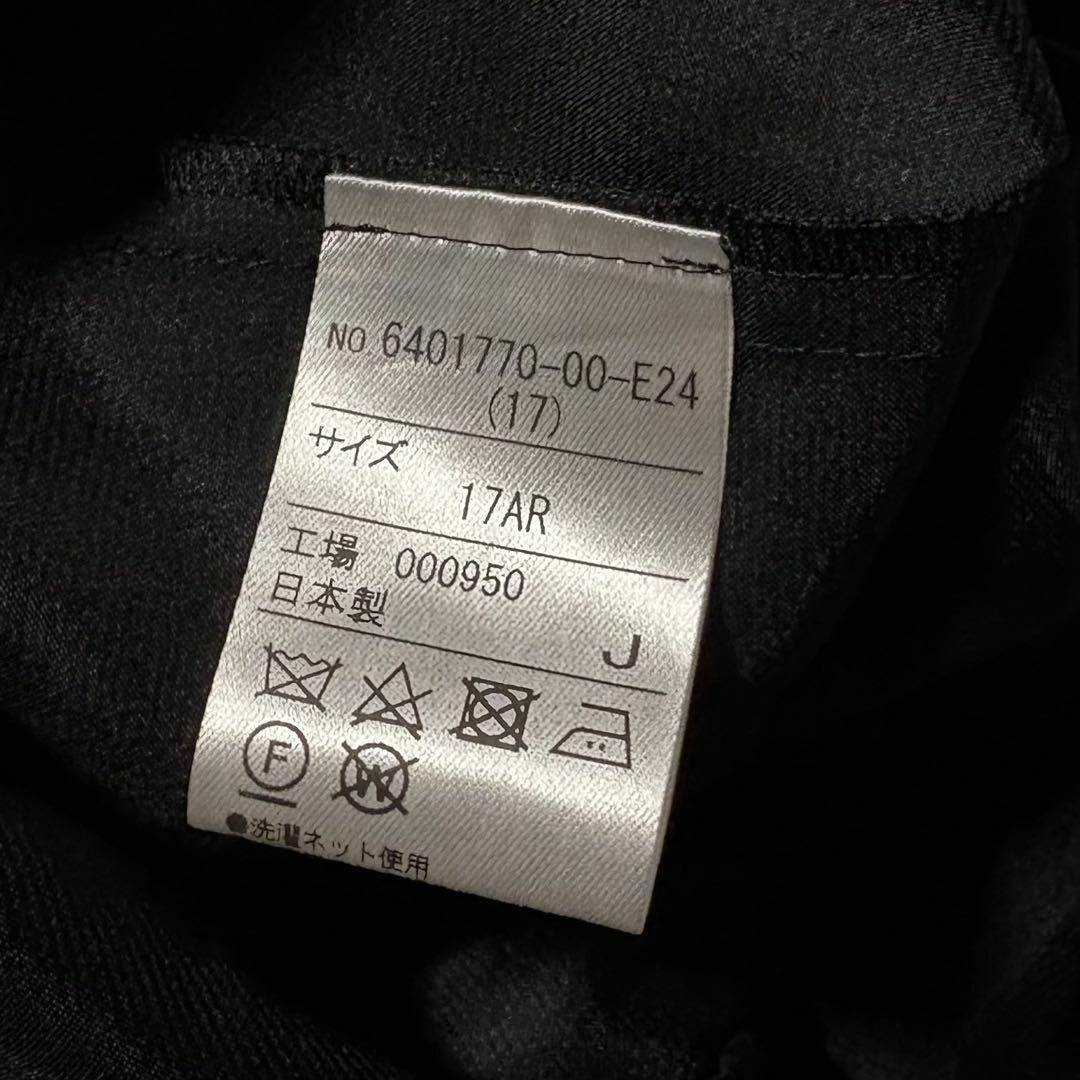 No 6401770-00-E24
(17)
サイズ
17AR
工場 000950
日本製
J
F
W
●洗濯ネット使用